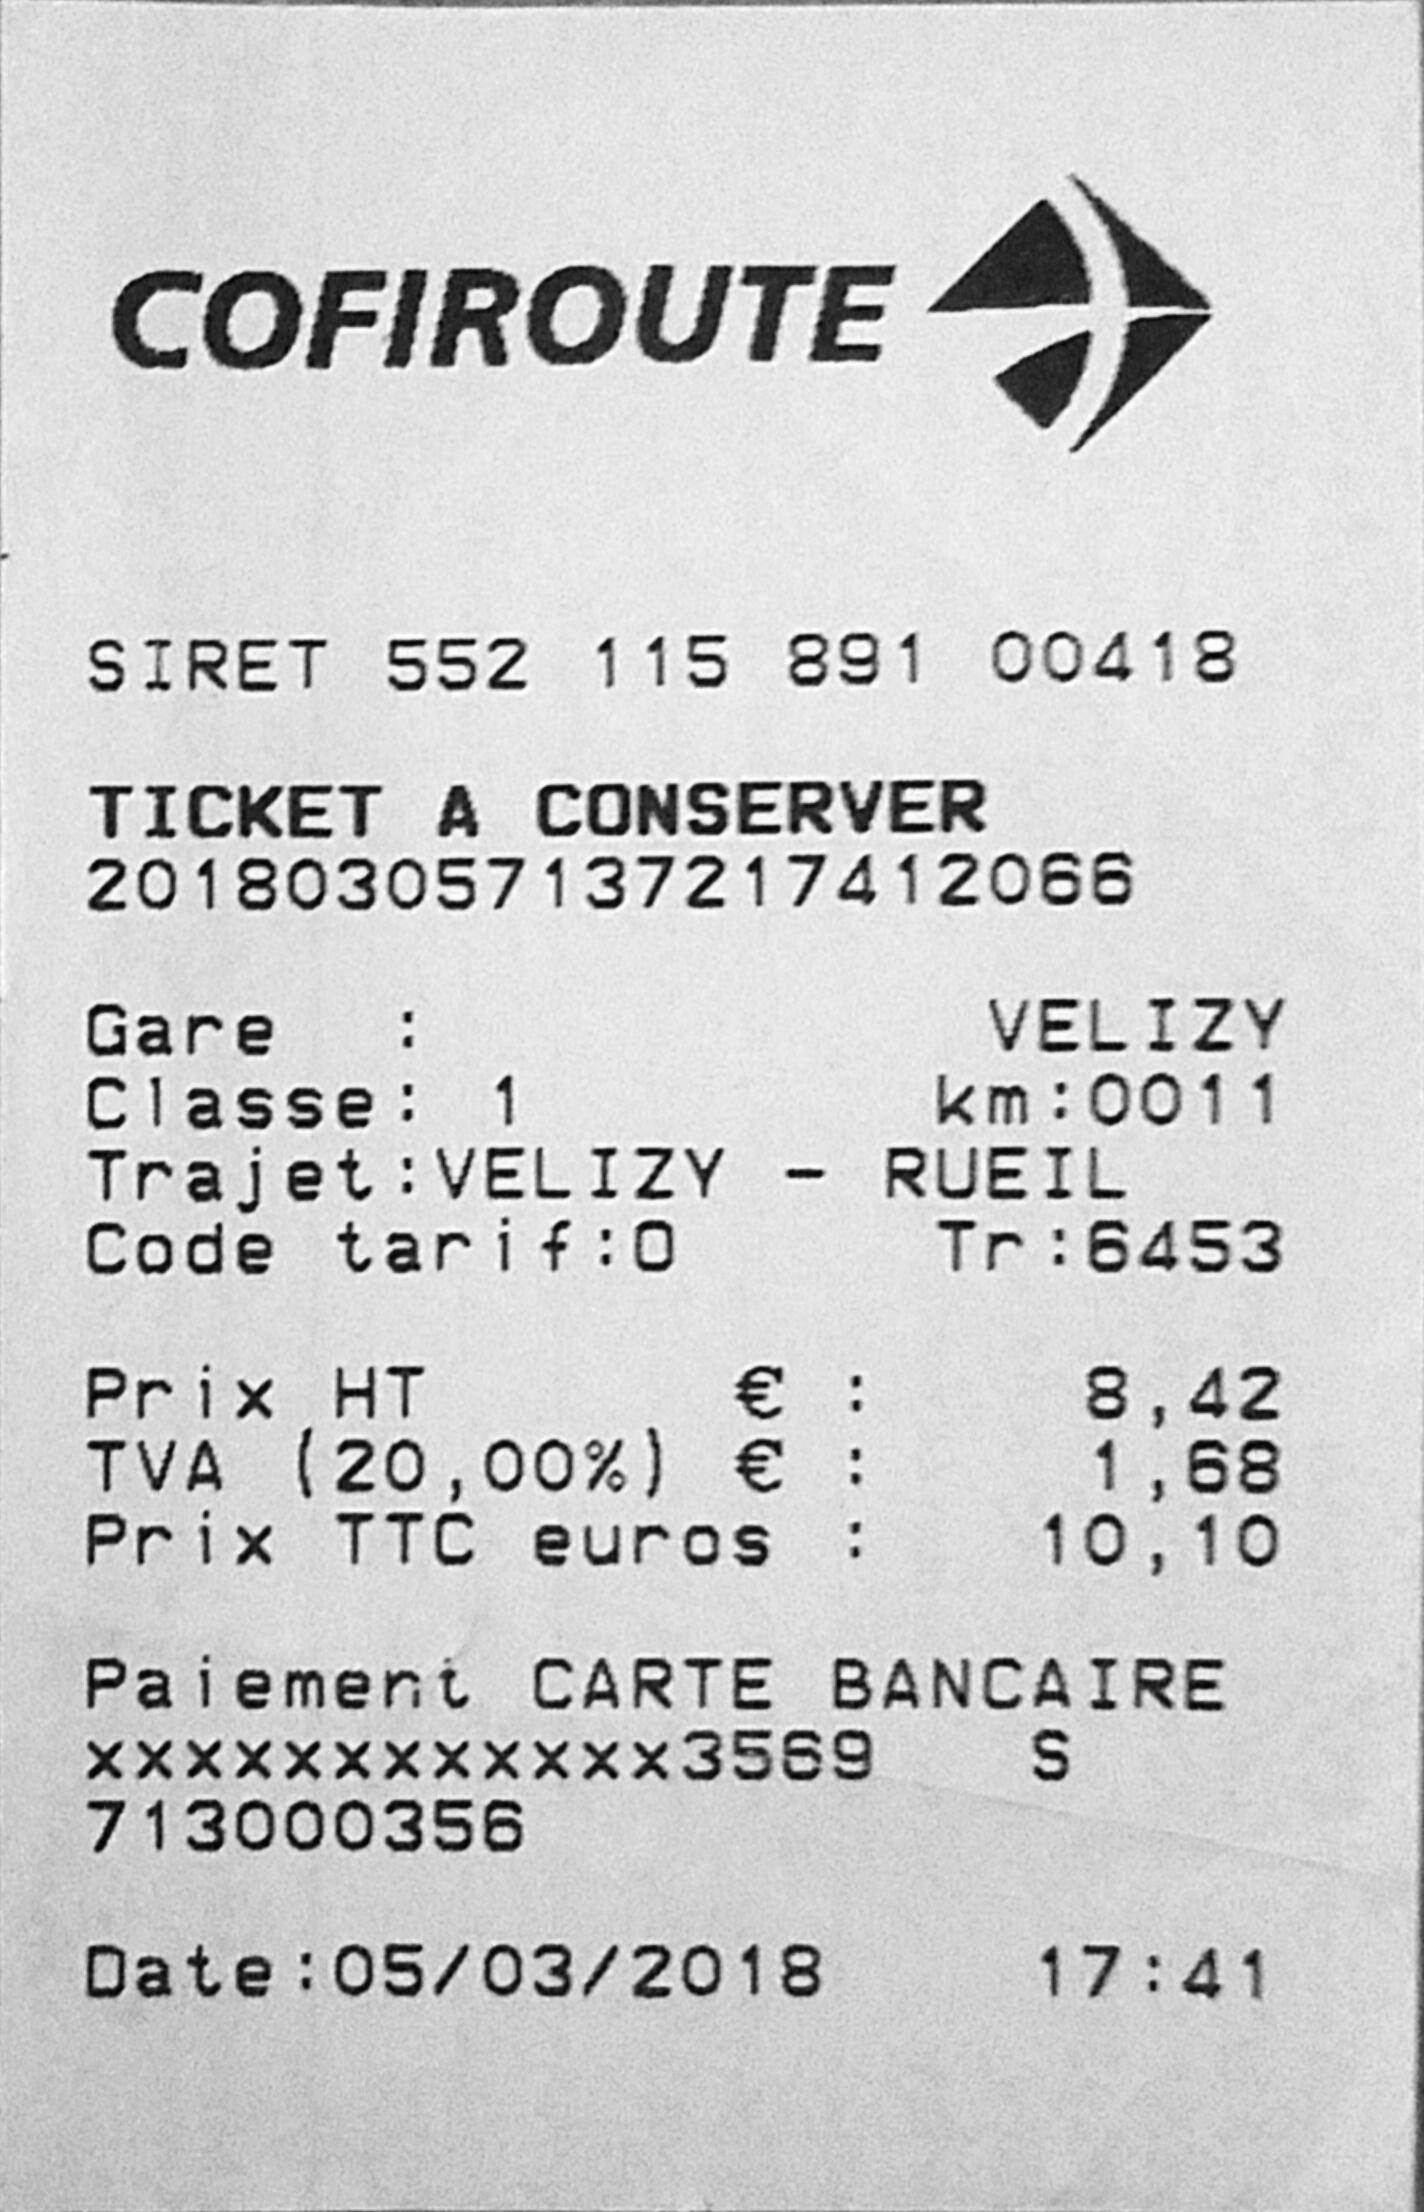 COFIROUTE
SIRET 552 115 891 00418
TICKET A CONSERVER
201803057137217412066
Gare : VELIZY
Classe: 1 km:0011
Trajet:VELIZY - RUEIL
Code tarif:0 Tr:6453
Prix HT € : 8,42
TVA (20,00%) € : 1,68
Prix TTC euros : 10,10
Paiement CARTE BANCAIRE
xxxxxxxxxxxx3569 S
713000356
Date:05/03/2018 17:41